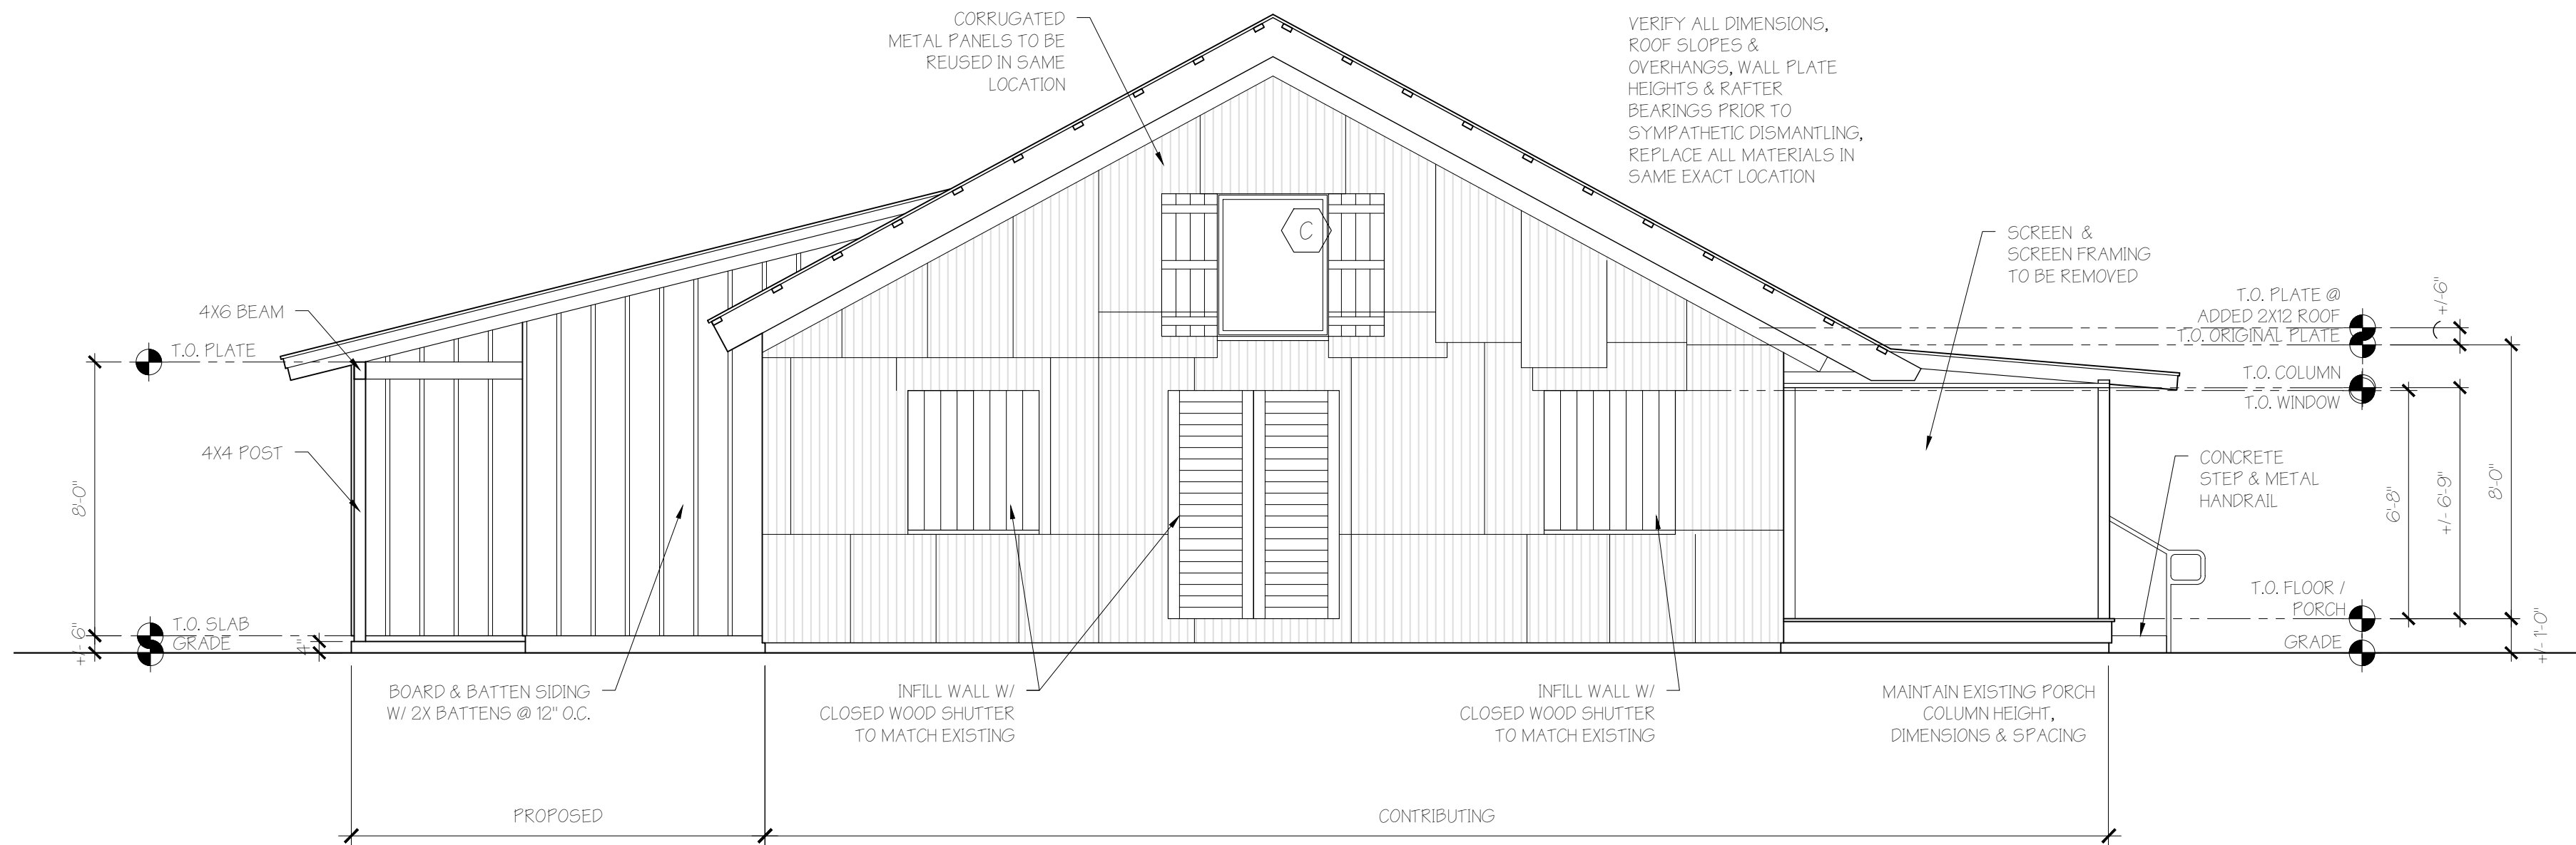 CORRUGATED
METAL PANELS TO BE
REUSED IN SAME
LOCATION
VERIFY ALL DIMENSIONS,
ROOF SLOPES &
OVERHANGS, WALL PLATE
HEIGHTS & RAFTER
BEARINGS PRIOR TO
SYMPATHETIC DISMANTLING,
REPLACE ALL MATERIALS IN
SAME EXACT LOCATION
C
SCREEN &
SCREEN FRAMING
TO BE REMOVED
4X6 BEAM
T.O. PLATE
4X4 POST
8'-0"
T.O. SLAB
GRADE
+/- 6"
4"
T.O. PLATE @
ADDED 2X12 ROOF
T.O. ORIGINAL PLATE
+/-6"
T.O. COLUMN
T.O. WINDOW
CONCRETE
STEP & METAL
HANDRAIL
6'-8"
+/- 6'-9"
8'-0"
T.O. FLOOR /
PORCH
GRADE
+/- 1'-0"
BOARD & BATTEN SIDING
W/ 2X BATTENS @ 12" O.C.
INFILL WALL W/
CLOSED WOOD SHUTTER
TO MATCH EXISTING
INFILL WALL W/
CLOSED WOOD SHUTTER
TO MATCH EXISTING
MAINTAIN EXISTING PORCH
COLUMN HEIGHT,
DIMENSIONS & SPACING
PROPOSED
CONTRIBUTING